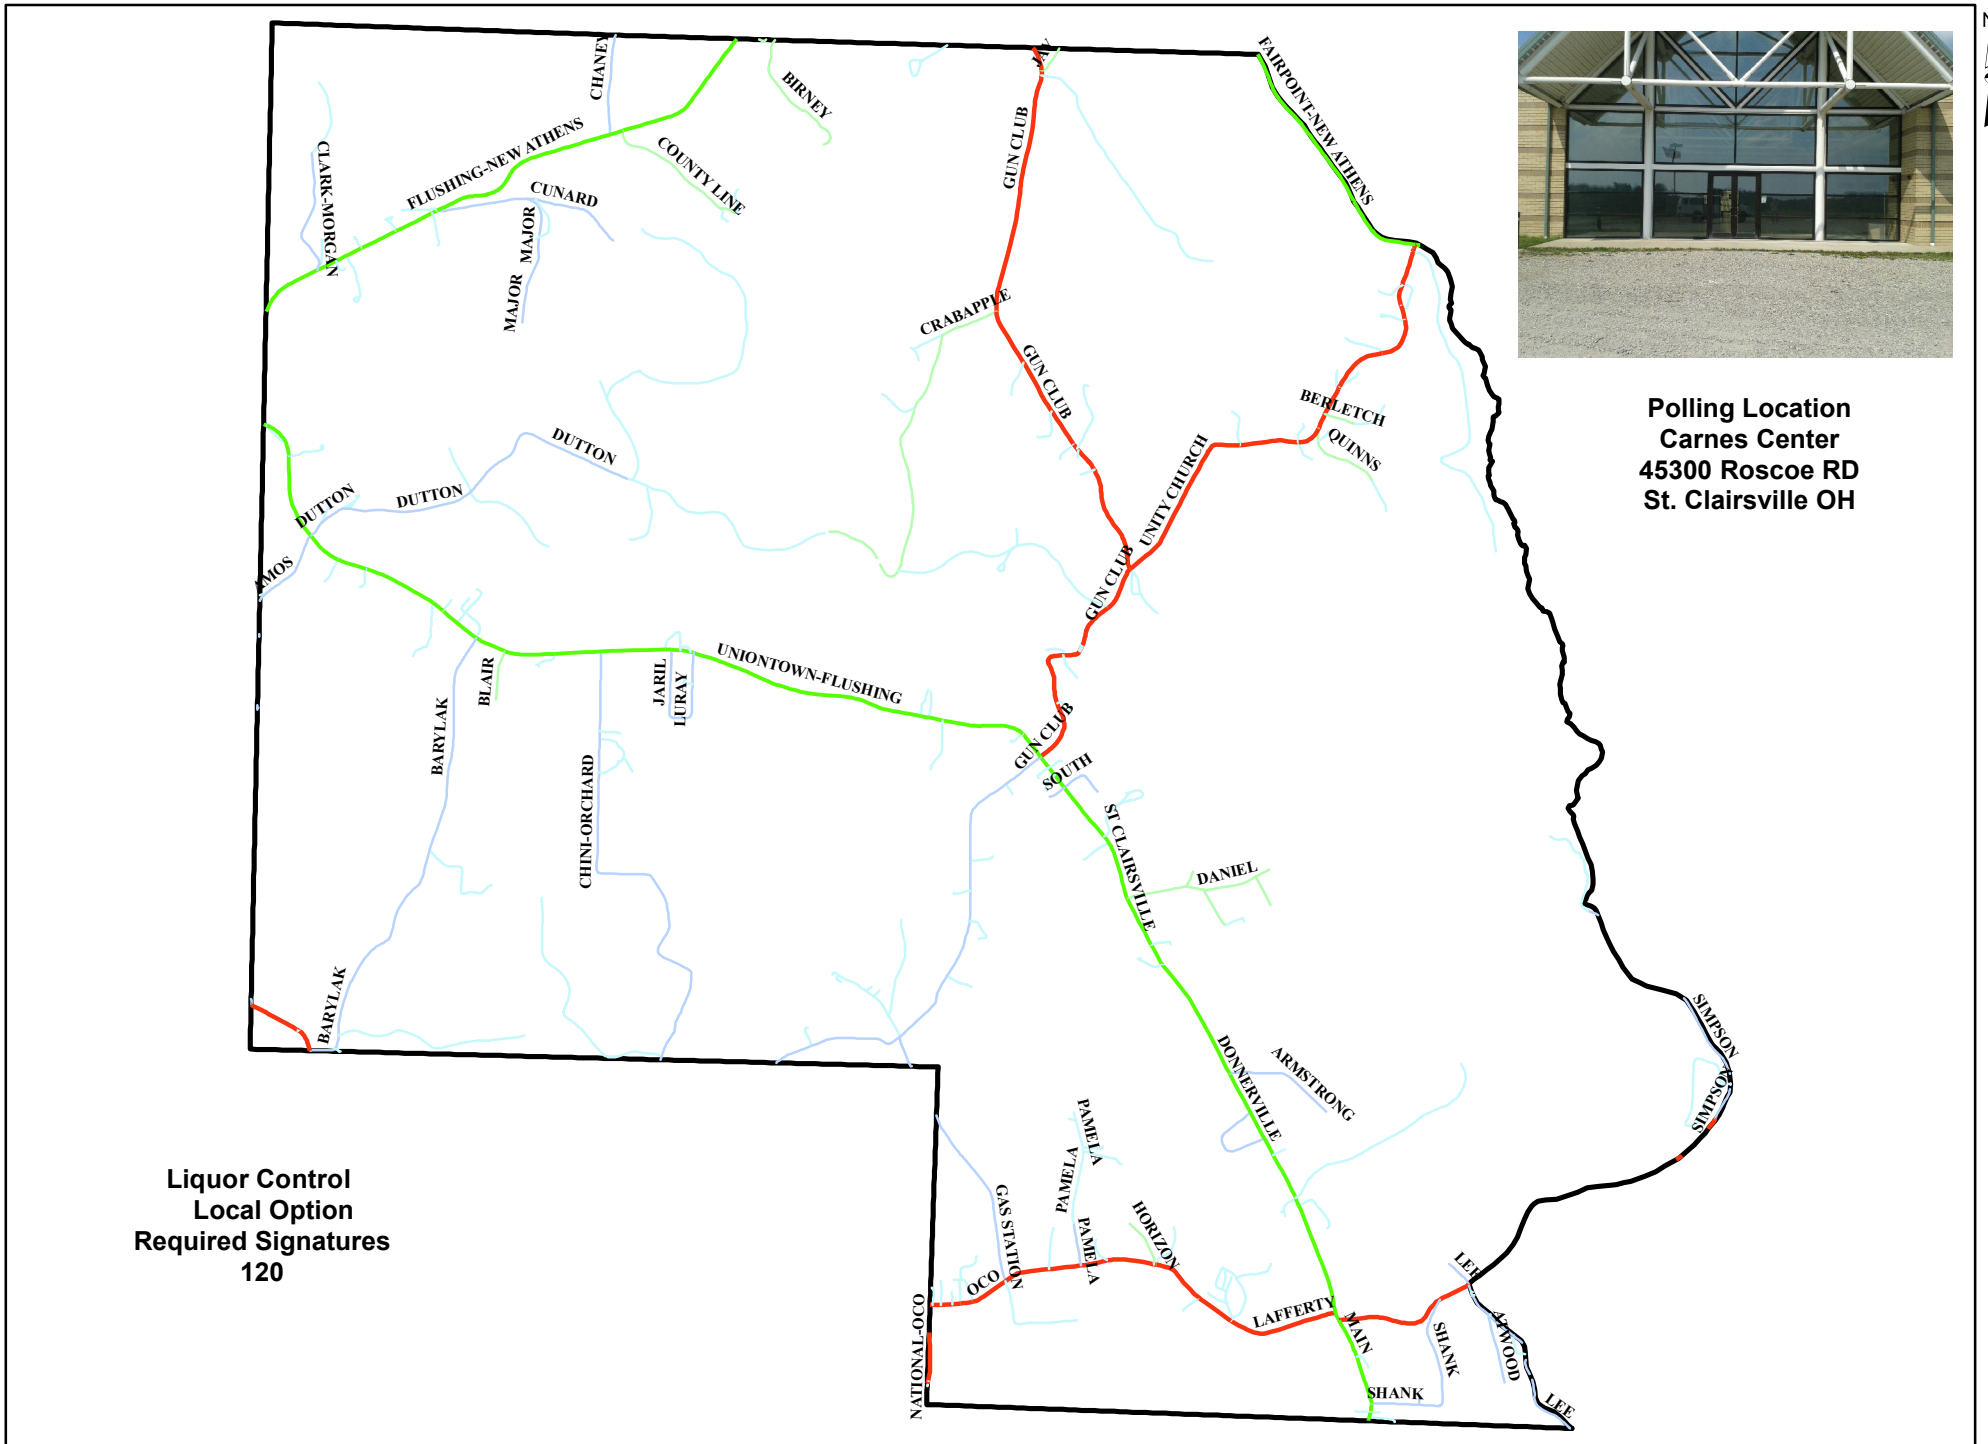 N
JAY
FAIRPOINT-NEW ATHENS
CHANEY
BIRNEY
GUN CLUB
FLUSHING-NEW ATHENS
COUNTY LINE
CLARK-MORGAN
CUNARD
MAJOR
MAJOR
CRABAPPLE
GUN CLUB
BERLETCH
QUINNS
Polling Location
Carnes Center
45300 Roscoe RD
St. Clairsville OH
DUTTON
DUTTON
DUTTON
UNITY CHURCH
AMOS
GUN CLUB
BLAIR
JARIL
LURAY
UNIONTOWN-FLUSHING
BARYLAK
GUN CLUB
SOUTH
CHINI-ORCHARD
ST CLAIRSVILLE
DANIEL
BARYLAK
SIMPSON
SIMPSON
DONNERVILLE
ARMSTRONG
PAMELA
PAMELA
PAMELA
Liquor Control
Local Option
Required Signatures
120
GAS STATION
HORIZON
OCO
NATIONAL-OCO
LAFFERTY
MAIN
LEE
SHANK
ATWOOD
SHANK
LEE